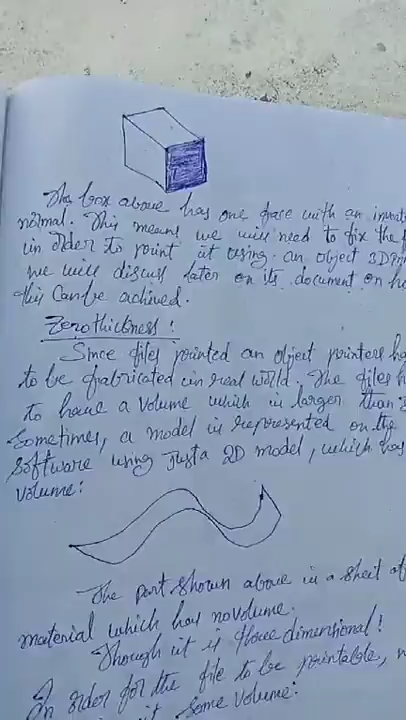 The box above has one face with an
normal. This means we will need to fix the
in order to print it using an object
we will discuss later on its document on
this Can be achived.
Zerothickness!
Since files printed on object printers
to be fabricated in real world. The files
to have a volume which is larger than
Sometimes, a model is represented on the
Software using Just a 2D model, which has
Volume:
The part shown above is a sheet of
material which has no volume.
Though it is three dimensional!
In order for the file to be printable,
it some volume: